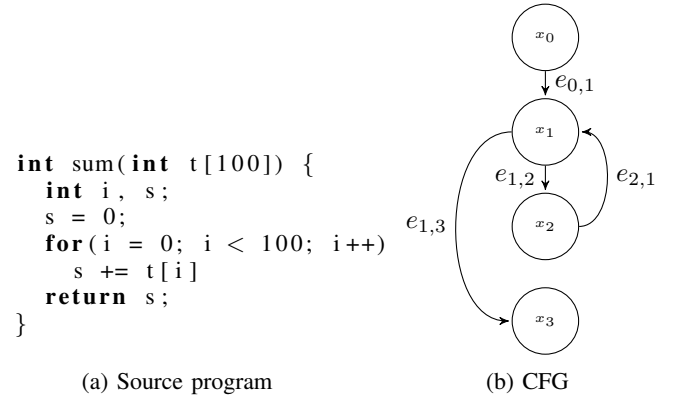 int sum(int t[100]) {
int i, s;
s = 0;
for(i = 0; i < 100; i++)
s += t[i]
return s;
}
(a) Source program
x0
e0,1
x1
e1,2
e2,1
e1,3
x2
x3
(b) CFG